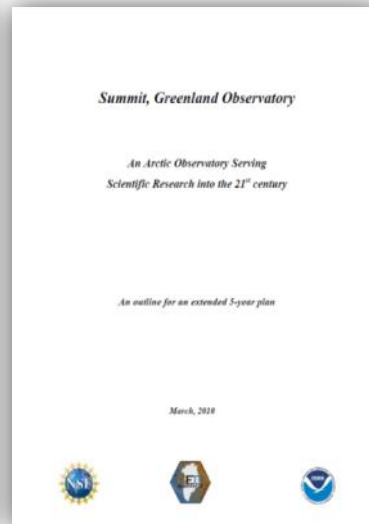 Summit, Greenland Observatory
An Arctic Observatory Serving
Scientific Research into the 21st century
An outline for an extended 5-year plan
March, 2010
NSF